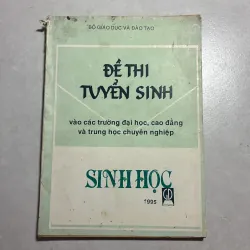 BỘ GIÁO DỤC VÀ ĐÀO TẠO
ĐỀ THI
TUYỂN SINH
vào các trường đại học, cao đẳng
và trung học chuyên nghiệp
SINH HỌC
1995